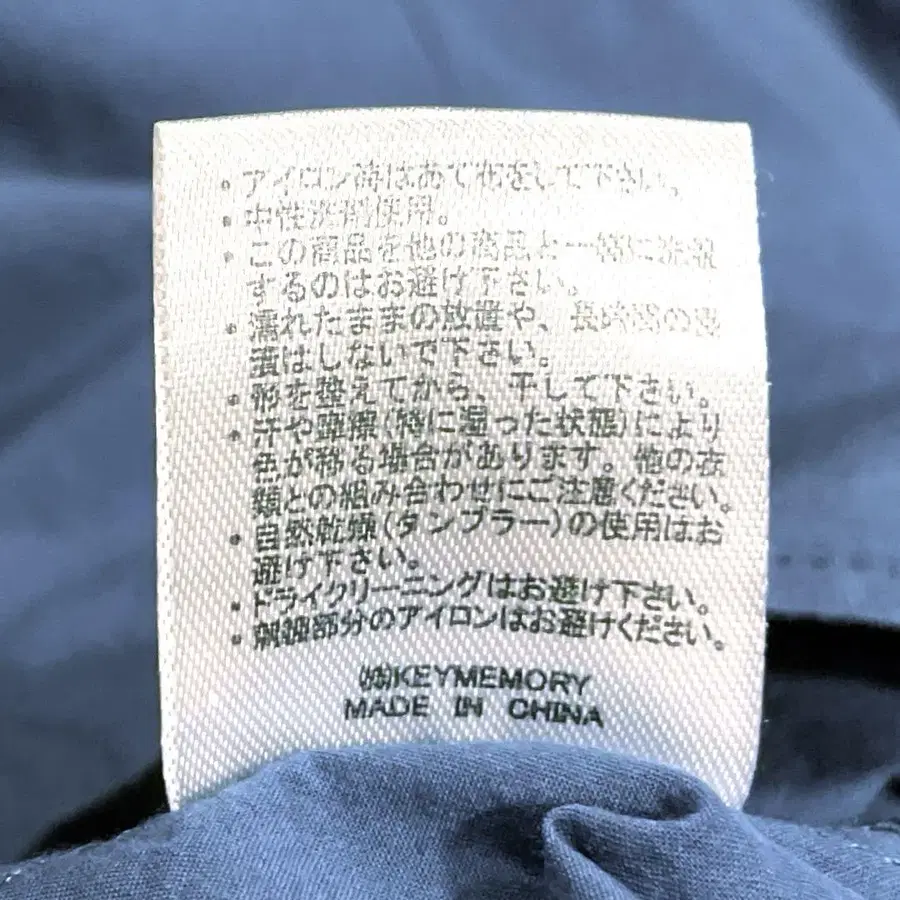 ・アイロン時はあて布をして下さい。
・中性洗剤使用。
・この商品を他の商品と一緒に洗濯
するのはお避け下さい。
・濡れたままの放置や、長時間の浸
漬はしないで下さい。
・形を整えてから、干して下さい。
・汗や摩擦(特に湿った状態)により
色が移る場合があります。他の衣
類との組み合わせにご注意ください。
・自然乾燥(タンブラー)の使用はお
避け下さい。
・ドライクリーニングはお避け下さい。
・刺繍部分のアイロンはお避けください。
㈱KEYMEMORY
MADE IN CHINA